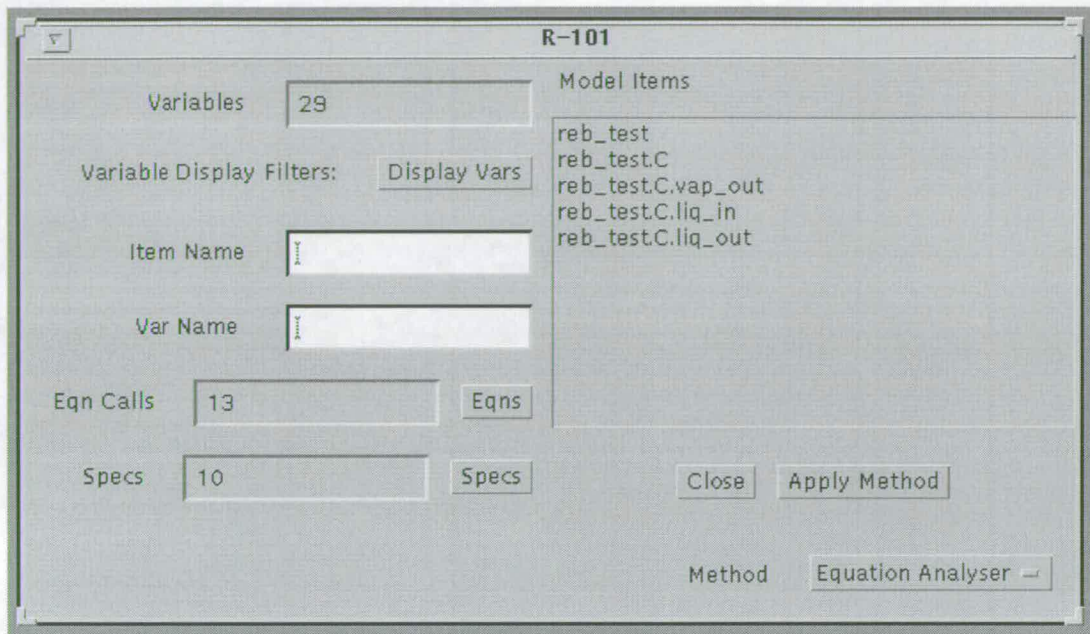 R-101
Variables 29
Variable Display Filters: Display Vars
Item Name
Var Name
Eqn Calls 13 Eqns
Specs 10 Specs
Model Items
reb_test
reb_test.C
reb_test.C.vap_out
reb_test.C.liq_in
reb_test.C.liq_out
Close Apply Method
Method Equation Analyser